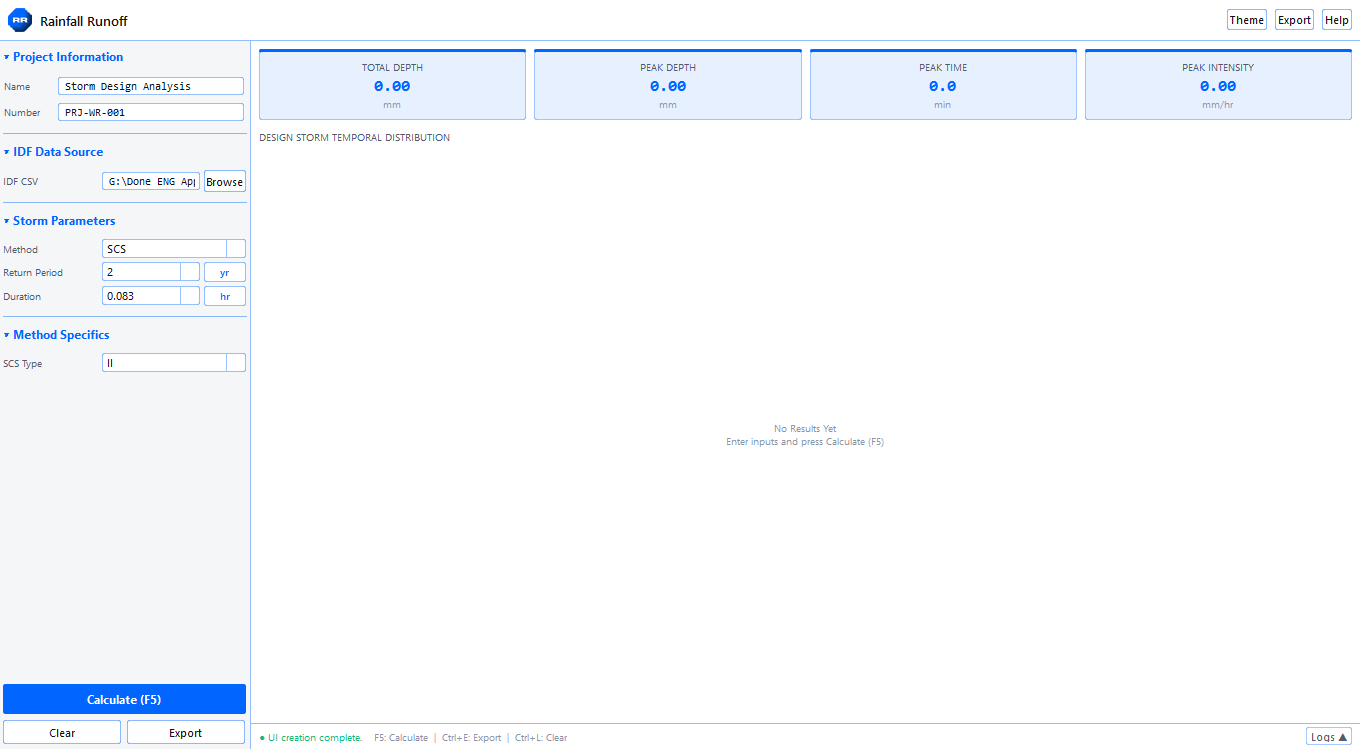 RR Rainfall Runoff Theme Export Help
▾ Project Information
Name Storm Design Analysis
Number PRJ-WR-001
▾ IDF Data Source
IDF CSV G:\Done ENG Ap Browse
▾ Storm Parameters
Method SCS
Return Period 2 yr
Duration 0.083 hr
▾ Method Specifics
SCS Type II
Calculate (F5)
Clear Export
TOTAL DEPTH
0.00
mm
PEAK DEPTH
0.00
mm
PEAK TIME
0.0
min
PEAK INTENSITY
0.00
mm/hr
DESIGN STORM TEMPORAL DISTRIBUTION
No Results Yet
Enter inputs and press Calculate (F5)
● UI creation complete. F5: Calculate | Ctrl+E: Export | Ctrl+L: Clear Logs ▲